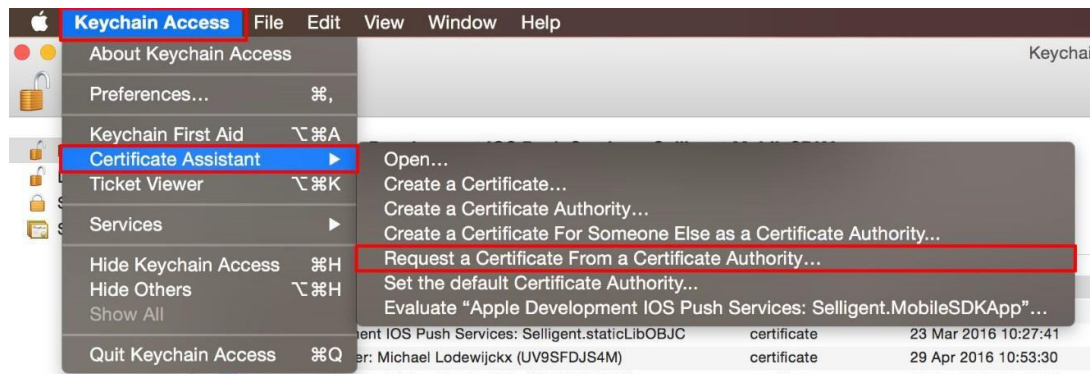 Keychain Access File Edit View Window Help
About Keychain Access
Preferences... ⌘,
Keychain First Aid ⌥⌘A
Certificate Assistant ▶
Ticket Viewer ⌥⌘K
Services ▶
Hide Keychain Access ⌘H
Hide Others ⌥⌘H
Show All
Quit Keychain Access ⌘Q
Open...
Create a Certificate...
Create a Certificate Authority...
Create a Certificate For Someone Else as a Certificate Authority...
Request a Certificate From a Certificate Authority...
Set the default Certificate Authority...
Evaluate “Apple Development IOS Push Services: Selligent.MobileSDKApp”...
IOS Push Services: Selligent.staticLibOBJC certificate 23 Mar 2016 10:27:41
Michael Lodewijckx (UV9SFDJS4M) certificate 29 Apr 2016 10:53:30